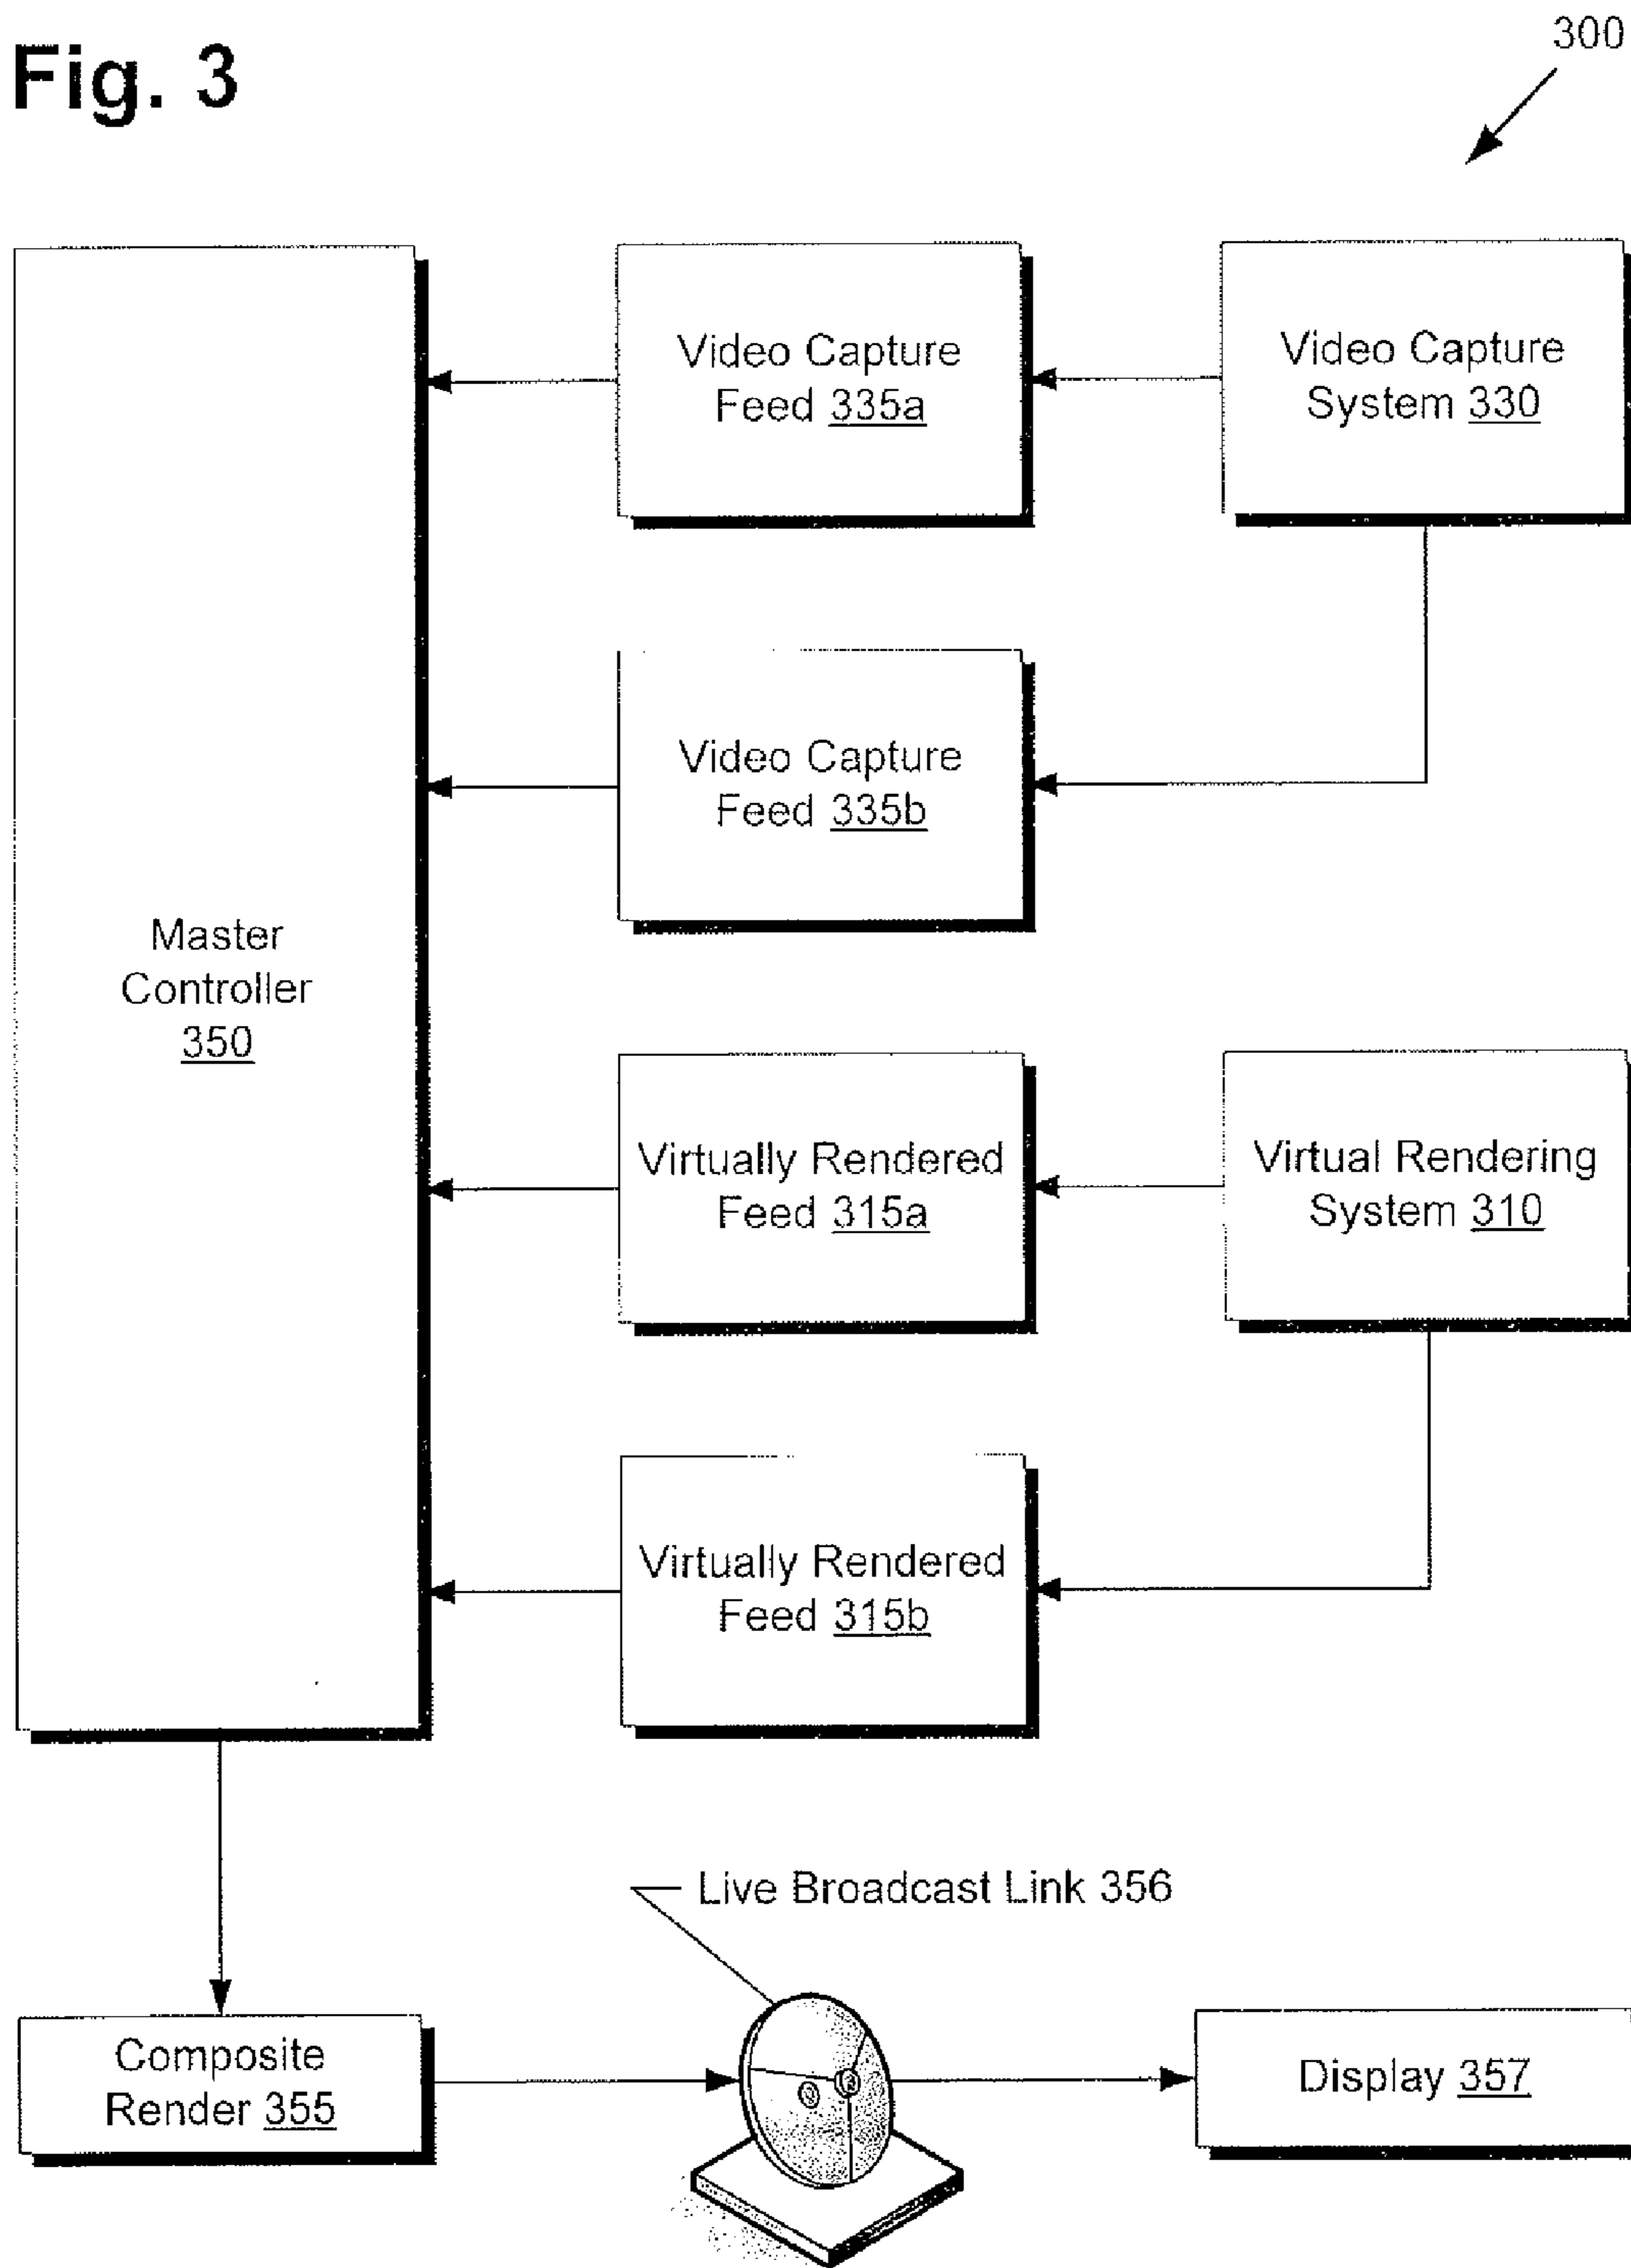 Fig. 3
300
Video Capture
Feed 335a
Video Capture
System 330
Video Capture
Feed 335b
Master
Controller
350
Virtually Rendered
Feed 315a
Virtual Rendering
System 310
Virtually Rendered
Feed 315b
Live Broadcast Link 356
Composite
Render 355
Display 357